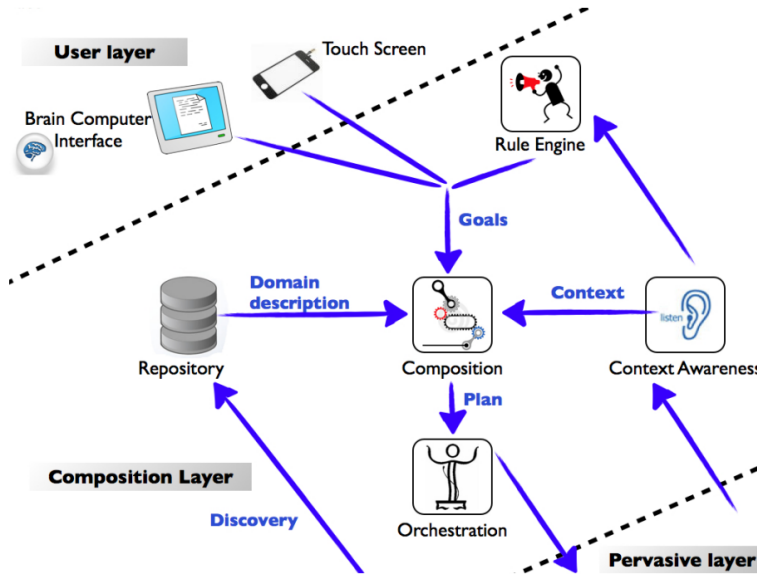 User layer
Touch Screen
Brain Computer
Interface
Rule Engine
Goals
Domain
description
Context
listen
Repository
Composition
Context Awareness
Plan
Composition Layer
Discovery
Orchestration
Pervasive layer